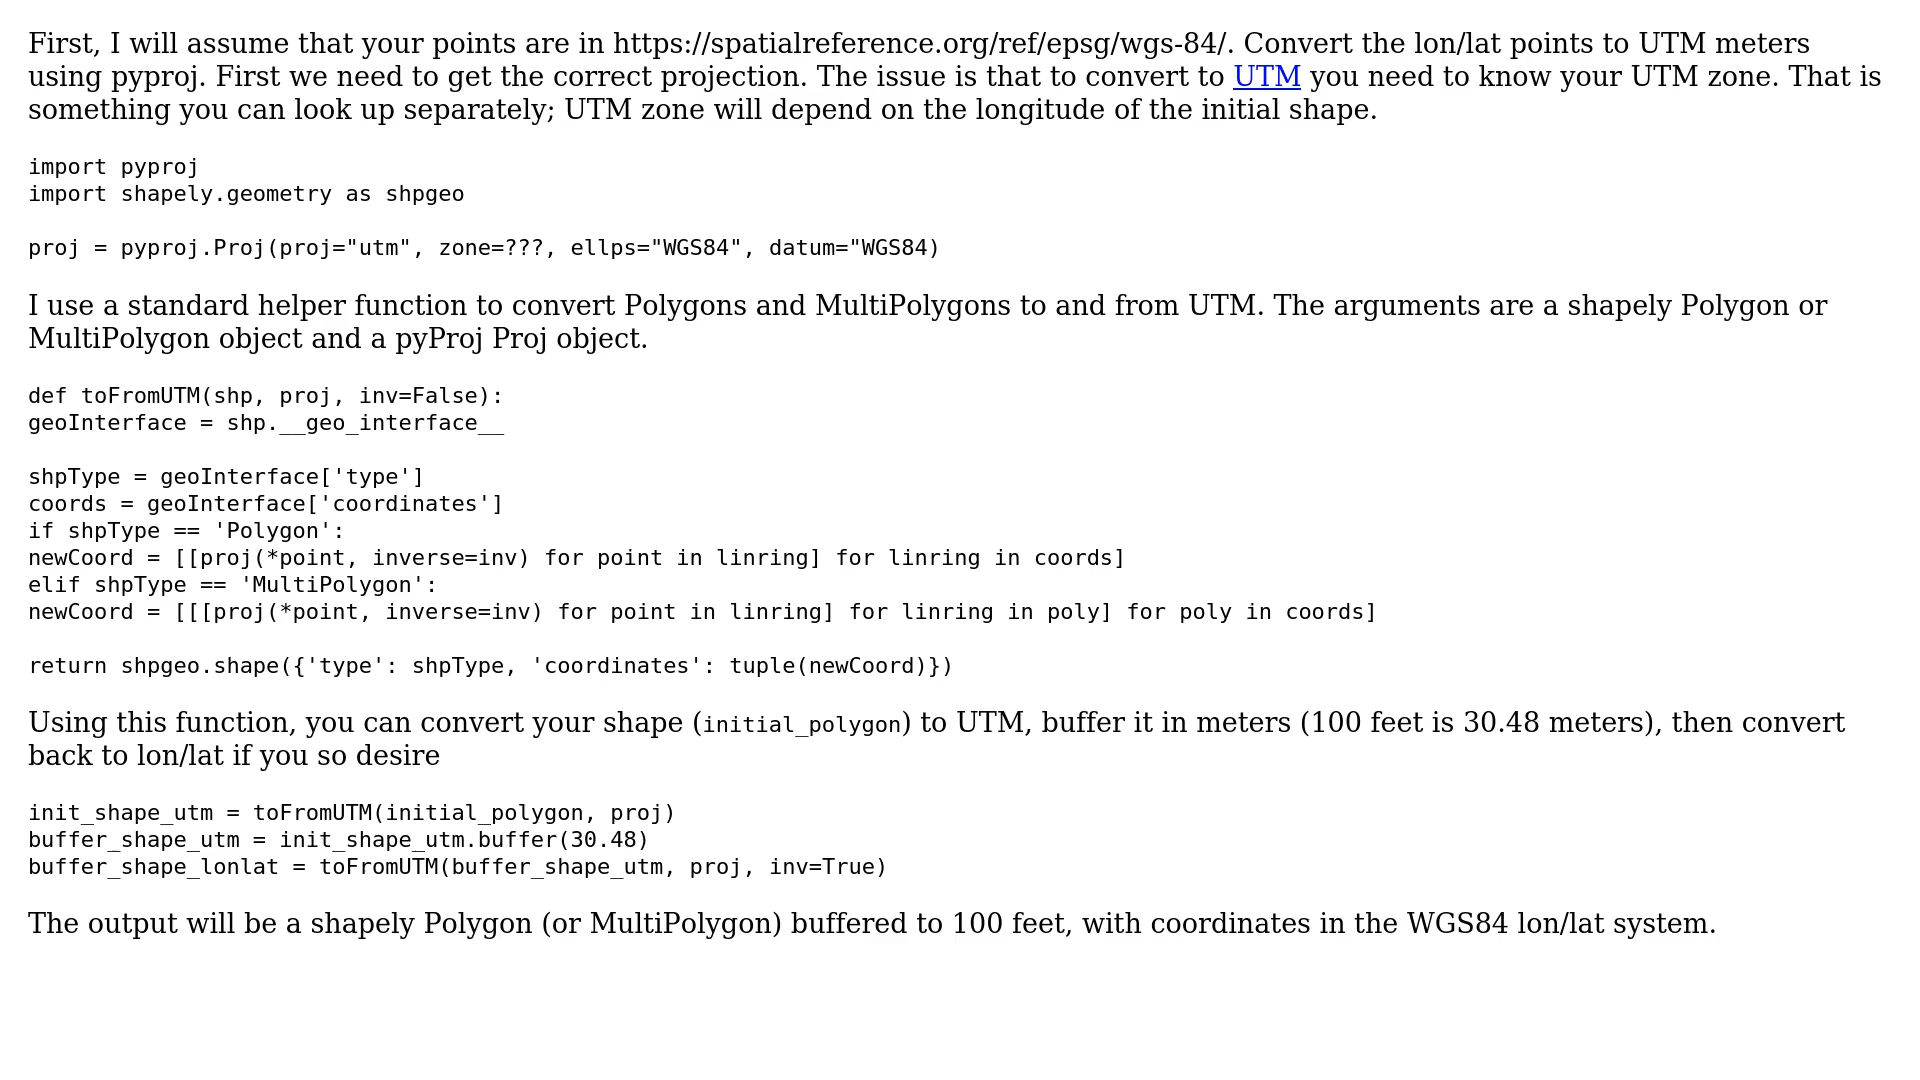 First, I will assume that your points are in https://spatialreference.org/ref/epsg/wgs-84/. Convert the lon/lat points to UTM meters
using pyproj. First we need to get the correct projection. The issue is that to convert to UTM you need to know your UTM zone. That is
something you can look up separately; UTM zone will depend on the longitude of the initial shape.
import pyproj
import shapely.geometry as shpgeo
proj = pyproj.Proj(proj="utm", zone=???, ellps="WGS84", datum="WGS84)
I use a standard helper function to convert Polygons and MultiPolygons to and from UTM. The arguments are a shapely Polygon or
MultiPolygon object and a pyProj Proj object.
def toFromUTM(shp, proj, inv=False):
geoInterface = shp.__geo_interface__
shpType = geoInterface['type']
coords = geoInterface['coordinates']
if shpType == 'Polygon':
newCoord = [[proj(*point, inverse=inv) for point in linring] for linring in coords]
elif shpType == 'MultiPolygon':
newCoord = [[[proj(*point, inverse=inv) for point in linring] for linring in poly] for poly in coords]
return shpgeo.shape({'type': shpType, 'coordinates': tuple(newCoord)})
Using this function, you can convert your shape (initial_polygon) to UTM, buffer it in meters (100 feet is 30.48 meters), then convert
back to lon/lat if you so desire
init_shape_utm = toFromUTM(initial_polygon, proj)
buffer_shape_utm = init_shape_utm.buffer(30.48)
buffer_shape_lonlat = toFromUTM(buffer_shape_utm, proj, inv=True)
The output will be a shapely Polygon (or MultiPolygon) buffered to 100 feet, with coordinates in the WGS84 lon/lat system.